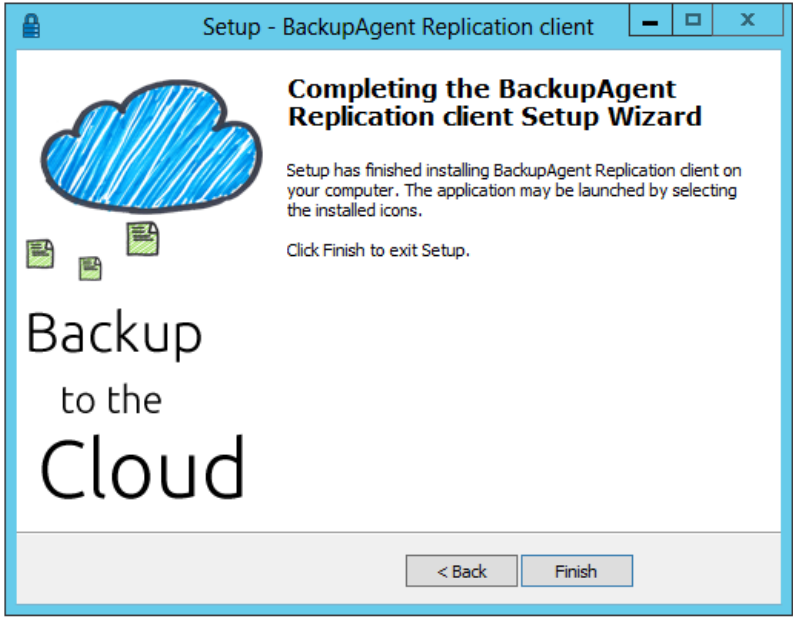 Setup - BackupAgent Replication client
Completing the BackupAgent
Replication client Setup Wizard
Setup has finished installing BackupAgent Replication client on
your computer. The application may be launched by selecting
the installed icons.
Click Finish to exit Setup.
Backup
to the
Cloud
< Back
Finish